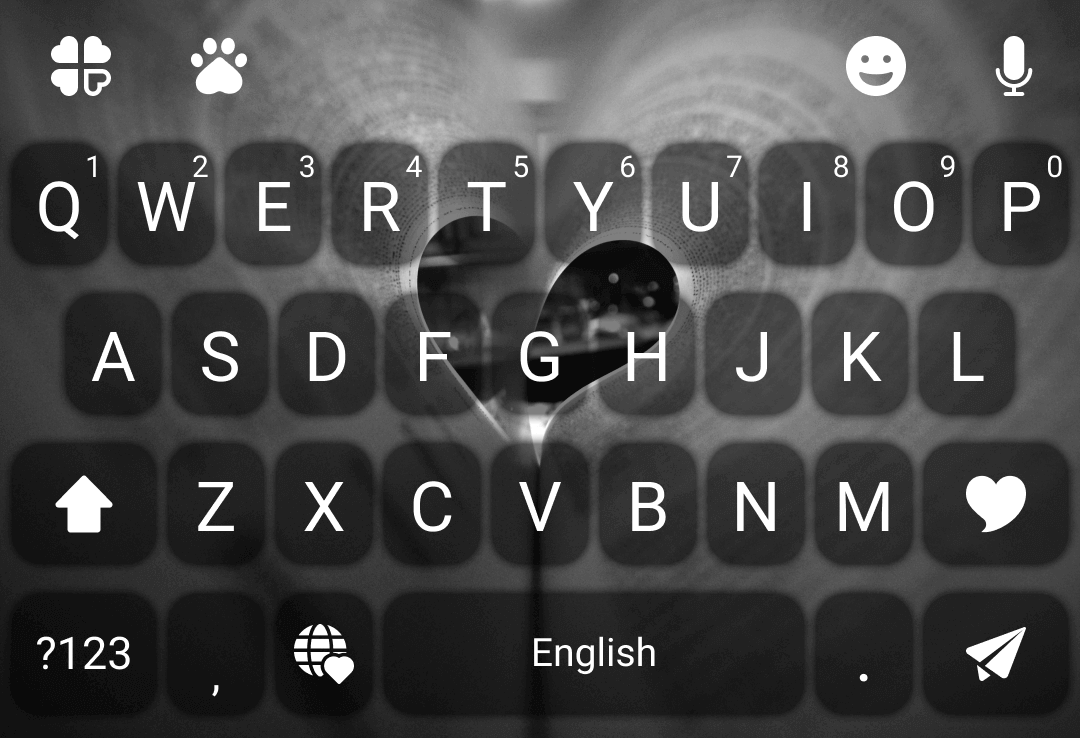 1 2 3 4 5 6 7 8 9 0
Q W E R T Y U I O P
A S D F G H J K L
Z X C V B N M
?123 , English .